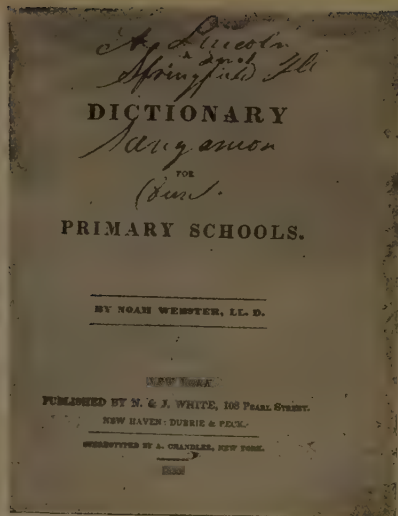 A. Lincoln
A
Springfield Ill
DICTIONARY
Sangamon
FOR
PRIMARY SCHOOLS.
BY NOAH WEBSTER, LL. D.
NEW YORK
PUBLISHED BY N. & J. WHITE, 108 PEARL STREET.
NEW HAVEN: DURRIE & PECK.
STEREOTYPED BY A. CHANDLER, NEW YORK.